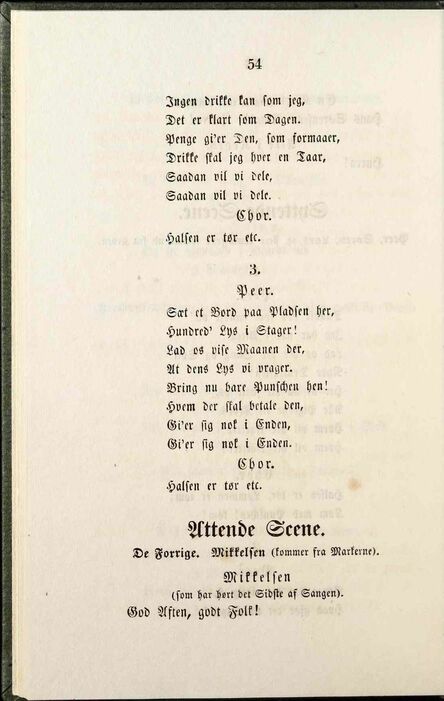 54
Ingen drikke kan som jeg,
Det er klart som Dagen.
Penge gi'er Den, som formaaer,
Drikke skal jeg hver en Taar,
Saadan vil vi dele,
Saadan vil vi dele.
Chor.
Halsen er tør etc.
3.
Peer.
Sæt et Bord paa Pladsen her,
Hundred' Lys i Stager!
Lad os vise Maanen der,
At dens Lys vi vrager.
Bring nu bare Punschen hen!
Hvem der skal betale den,
Gi'er sig nok i Enden,
Gi'er sig nok i Enden.
Chor.
Halsen er tør etc.
Attende Scene.
De Forrige. Mikkelsen (kommer fra Markerne).
Mikkelsen
(som har hørt det Sidste af Sangen).
God Aften, godt Folk!